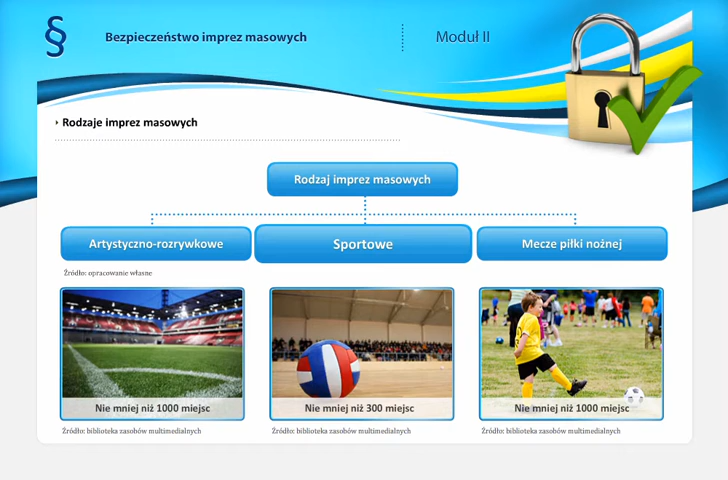 §
Bezpieczeństwo imprez masowych
Moduł II
Rodzaje imprez masowych
Rodzaj imprez masowych
Artystyczno-rozrywkowe
Sportowe
Mecze piłki nożnej
Źródło: opracowanie własne
Nie mniej niż 1000 miejsc
Nie mniej niż 300 miejsc
Nie mniej niż 1000 miejsc
Źródło: biblioteka zasobów multimedialnych
Źródło: biblioteka zasobów multimedialnych
Źródło: biblioteka zasobów multimedialnych